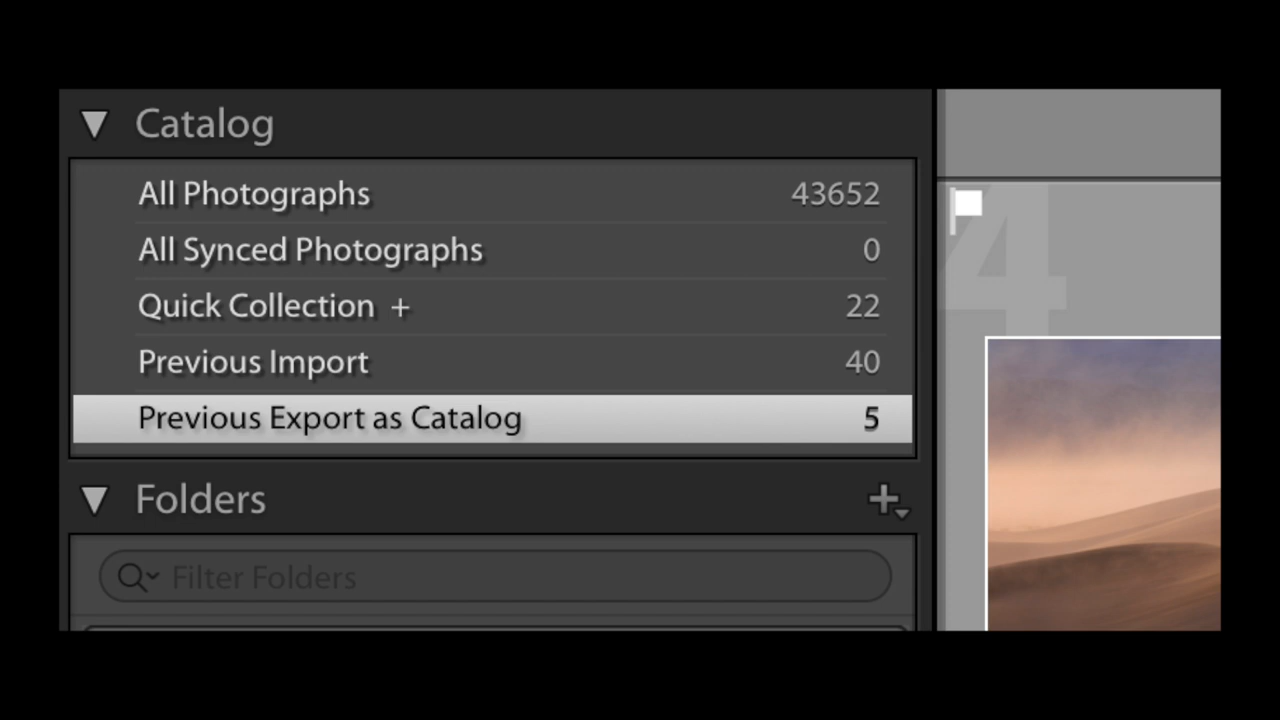 Catalog
All Photographs 43652
All Synced Photographs 0
Quick Collection + 22
Previous Import 40
Previous Export as Catalog 5
Folders
Filter Folders
4